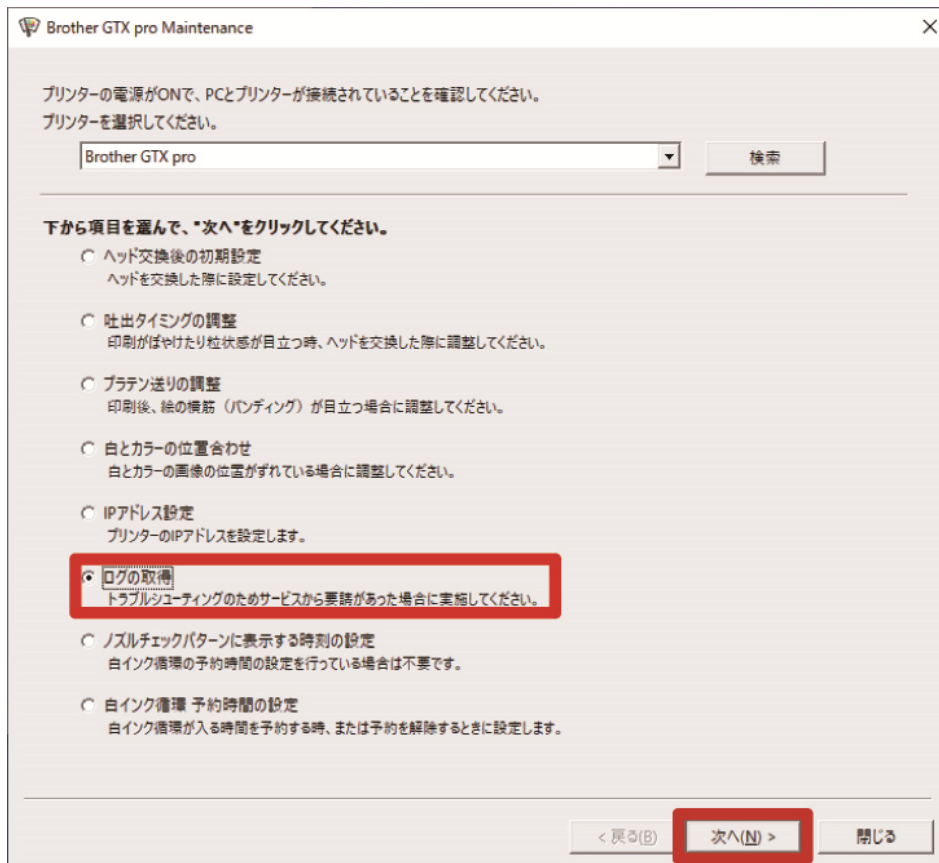 Brother GTX pro Maintenance
プリンターの電源がONで、PCとプリンターが接続されていることを確認してください。
プリンターを選択してください。
Brother GTX pro
検索
下から項目を選んで、"次へ"をクリックしてください。
ヘッド交換後の初期設定
ヘッドを交換した際に設定してください。
吐出タイミングの調整
印刷がぼやけたり粒状感が目立つ時、ヘッドを交換した際に調整してください。
プラテン送りの調整
印刷後、絵の横筋（バンディング）が目立つ場合に調整してください。
白とカラーの位置合わせ
白とカラーの画像の位置がずれている場合に調整してください。
IPアドレス設定
プリンターのIPアドレスを設定します。
ログの取得
トラブルシューティングのためサービスから要請があった場合に実施してください。
ノズルチェックパターンに表示する時刻の設定
白インク循環の予約時間の設定を行っている場合は不要です。
白インク循環 予約時間の設定
白インク循環が入る時間を予約する時、または予約を解除するときに設定します。
< 戻る(B)
次へ(N) >
閉じる